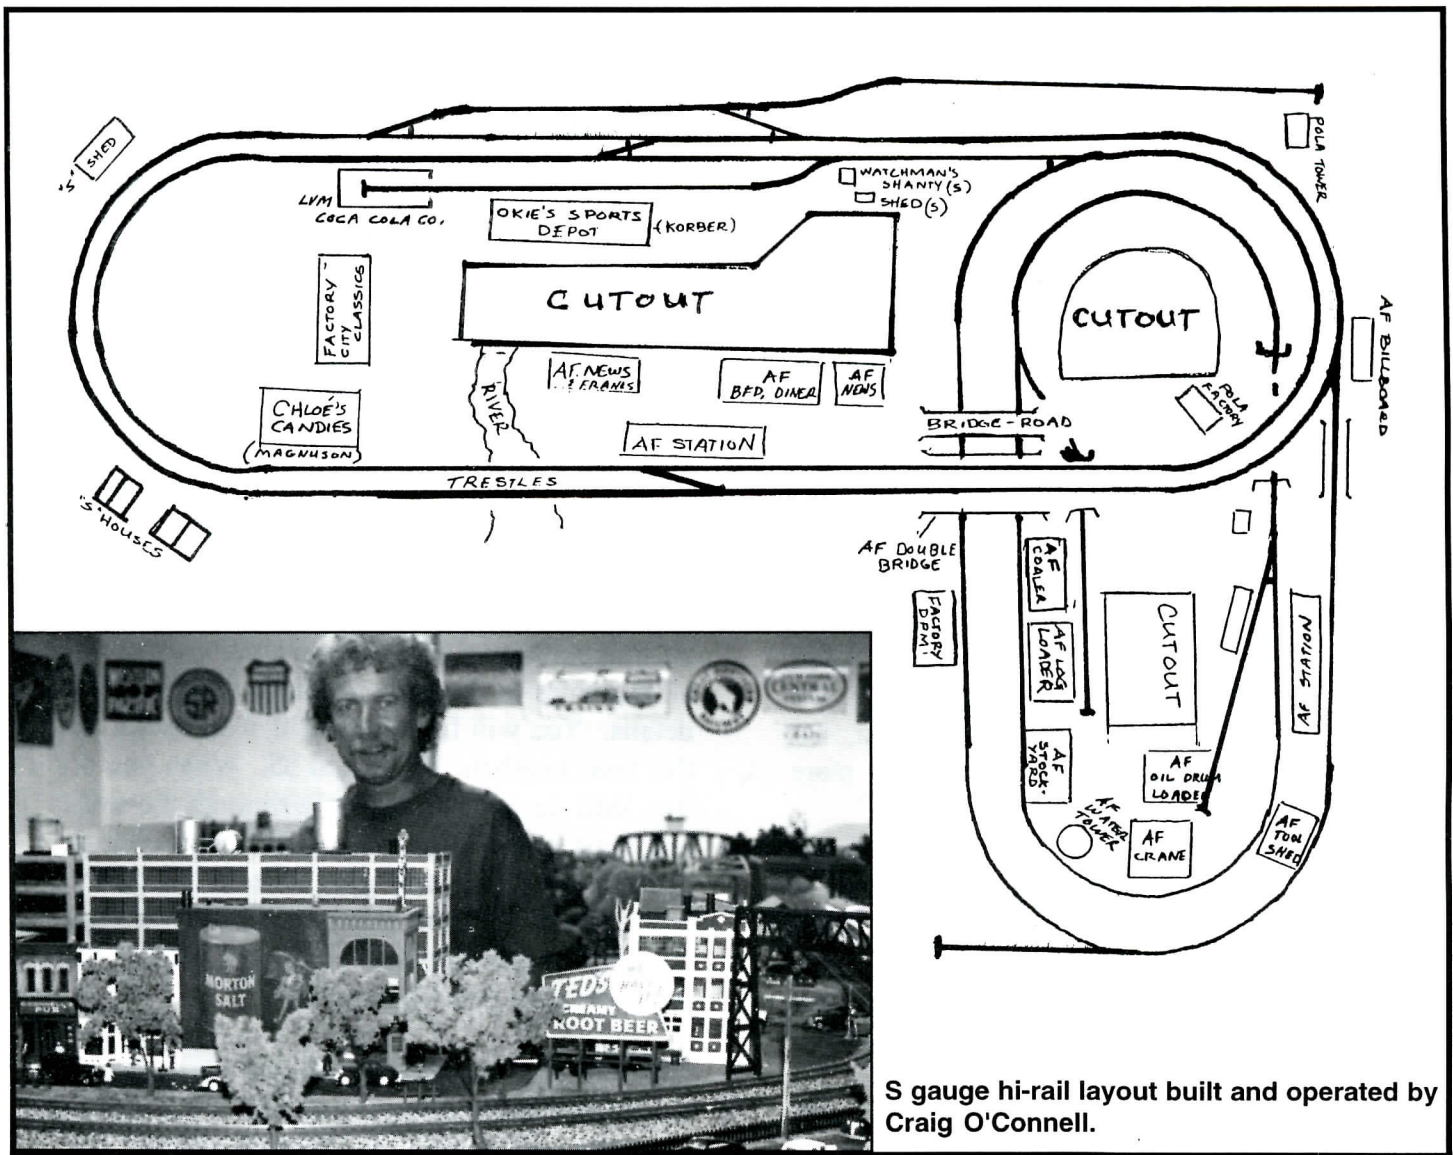 "S" SHED
LVM
COCA COLA CO.
OKIE'S SPORTS
DEPOT
(KORBER)
WATCHMAN'S
SHANTY(S)
SHED(S)
POLA TOWER
FACTORY -
CITY
CLASSICS
CUTOUT
CUTOUT
AF BILLBOARD
RIVER
AF. NEWS
AF
BFD, DINER
AF
NEWS
POLA
FACTORY
CHLOÉ'S
CANDIES
(MAGNUSON)
AF STATION
BRIDGE-ROAD
TRESTLES
"S" HOUSES
AF DOUBLE
BRIDGE
AF
COALER
FACTORY
DPM
AF LOG
LOADER
CUTOUT
AF STATION
AF
STOCK-
YARD
AF
OIL DRUM
LOADER
AF
WATER
TOWER
AF
CRANE
AF
TOOL
SHED
SR
CENTRAL
MORTON
SALT
PUB
TED'S
CREAMY
ROOT BEER
S gauge hi-rail layout built and operated by
Craig O'Connell.